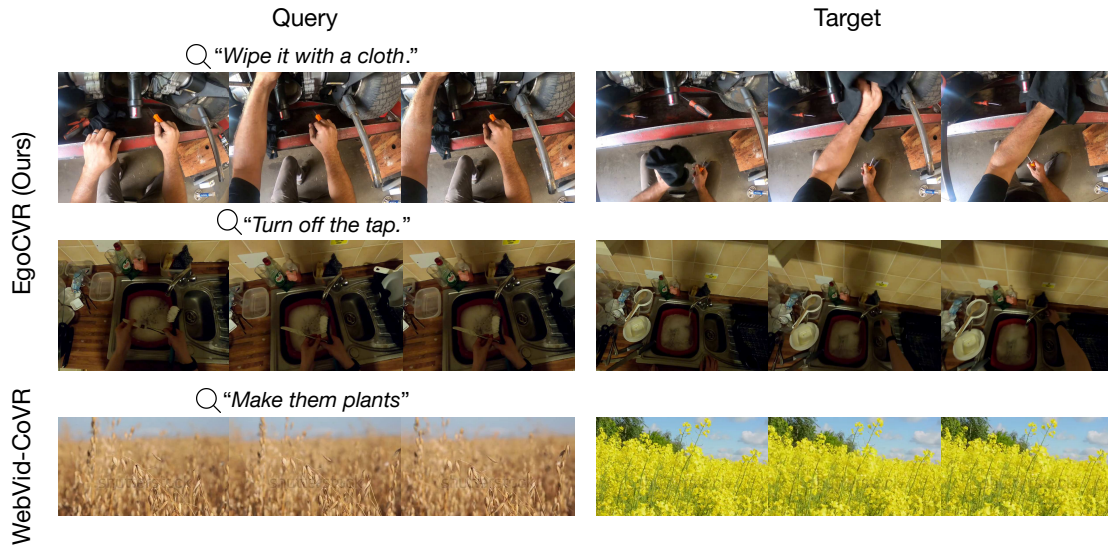 Query
Target
EgoCVR (Ours)
“Wipe it with a cloth.”
“Turn off the tap.”
WebVid-CoVR
“Make them plants”